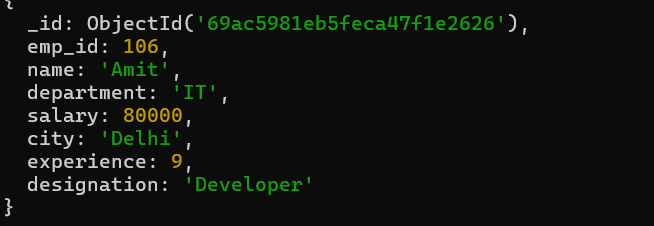 {
_id: ObjectId('69ac5981eb5feca47f1e2626'),
emp_id: 106,
name: 'Amit',
department: 'IT',
salary: 80000,
city: 'Delhi',
experience: 9,
designation: 'Developer'
}